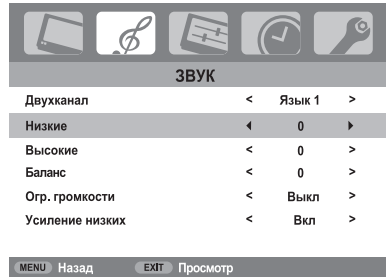 ЗВУК
Двухканал < Язык 1 >
Низкие 0
Высокие < 0 >
Баланс < 0 >
Огр. громкости < Выкл >
Усиление низких < Вкл >
MENU Назад EXIT Просмотр